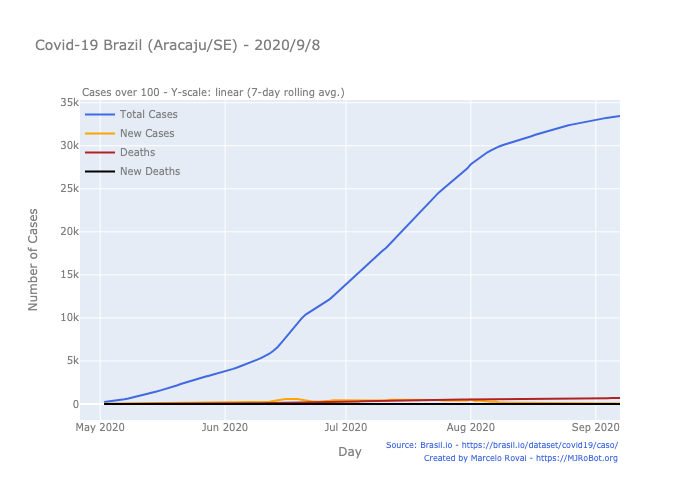 Covid-19 Brazil (Aracaju/SE) - 2020/9/8
Cases over 100 - Y-scale: linear (7-day rolling avg.)
35k
30k
25k
20k
15k
10k
5k
0
Number of Cases
Total Cases
New Cases
Deaths
New Deaths
May 2020 Jun 2020 Jul 2020 Aug 2020 Sep 2020
Day
Source: Brasil.io - https://brasil.io/dataset/covid19/caso/
Created by Marcelo Rovai - https://MJRoBot.org